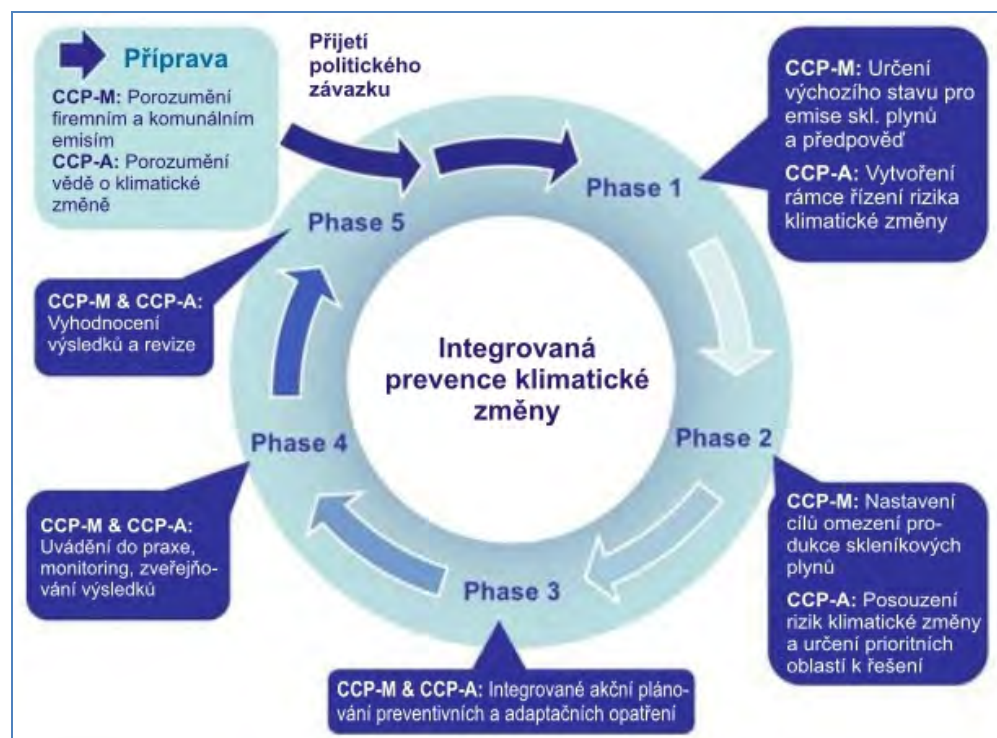 Příprava
CCP-M: Porozumění
firemním a komunálním
emisím
CCP-A: Porozumění
vědě o klimatické
změně
Přijetí
politického
závazku
Phase 1
CCP-M: Určení
výchozího stavu pro
emise skl. plynů
a předpověď
CCP-A: Vytvoření
rámce řízení rizika
klimatické změny
Phase 2
CCP-M: Nastavení
cílů omezení pro-
dukce skleníkových
plynů
CCP-A: Posouzení
rizik klimatické změny
a určení prioritních
oblastí k řešení
Phase 3
CCP-M & CCP-A: Integrované akční pláno-
vání preventivních a adaptačních opatření
Phase 4
CCP-M & CCP-A:
Uvádění do praxe,
monitoring, zveřejňo-
vání výsledků
Phase 5
CCP-M & CCP-A:
Vyhodnocení
výsledků a revize
Integrovaná
prevence klimatické
změny